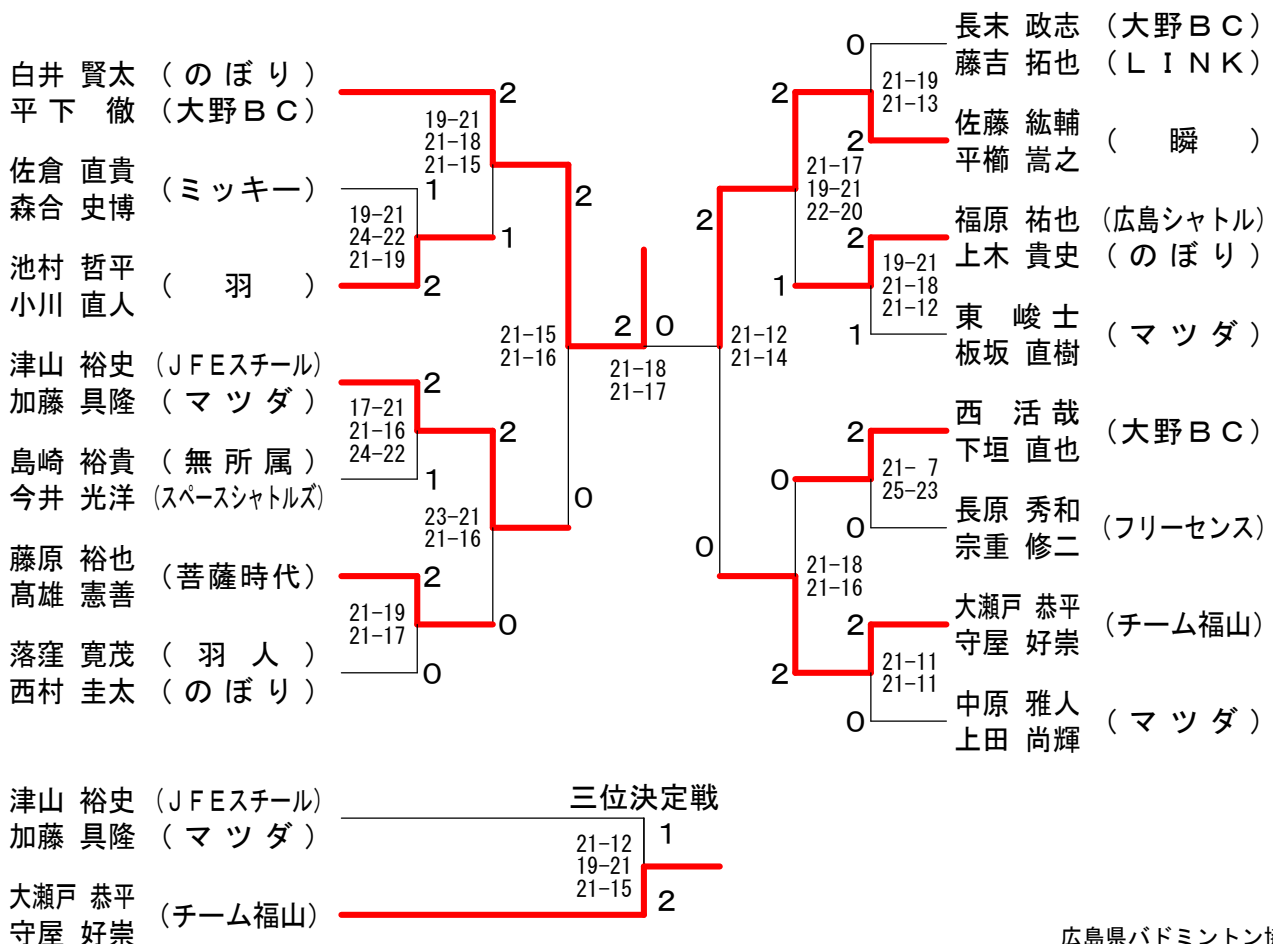 白井 賢太 (のぼり)
平下 徹 (大野BC)
佐倉 直貴
森合 史博
(ミッキー)
池村 哲平
小川 直人
(羽)
津山 裕史 (JFEスチール)
加藤 具隆 (マツダ)
島崎 裕貴 (無所属)
今井 光洋 (スペースシャトルズ)
藤原 裕也
髙雄 憲善
(菩薩時代)
落窪 寛茂 (羽人)
西村 圭太 (のぼり)
2
19-21
21-18
21-15
1
1
19-21
24-22
21-19
2
2
17-21
21-16
24-22
1
2
23-21
21-16
0
2
21-19
21-17
0
2
21-15
21-16
0
2 0
21-18
21-17
2
21-12
21-14
0
2
21-17
19-21
22-20
1
0
21-19
21-13
2
2
19-21
21-18
21-12
1
0
21-18
21-16
2
2
21- 7
25-23
0
2
21-11
21-11
0
長末 政志 (大野BC)
藤吉 拓也 (LINK)
佐藤 紘輔
平櫛 嵩之
(瞬)
福原 祐也 (広島シャトル)
上木 貴史 (のぼり)
東 峻士
板坂 直樹
(マツダ)
西 活哉
下垣 直也
(大野BC)
長原 秀和
宗重 修二
(フリーセンス)
大瀬戸 恭平
守屋 好崇
(チーム福山)
中原 雅人
上田 尚輝
(マツダ)
三位決定戦
津山 裕史 (JFEスチール)
加藤 具隆 (マツダ)
1
21-12
19-21
21-15
2
大瀬戸 恭平
守屋 好崇
(チーム福山)
広島県バドミントン